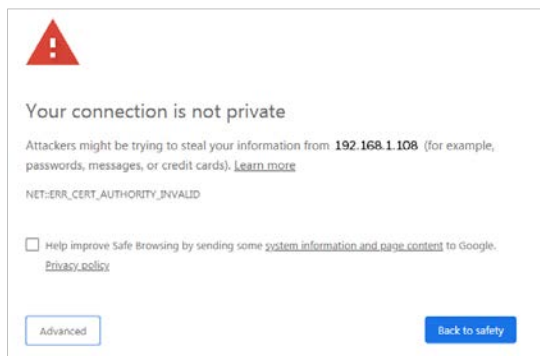 Your connection is not private
Attackers might be trying to steal your information from 192.168.1.108 (for example,
passwords, messages, or credit cards). Learn more
NET::ERR_CERT_AUTHORITY_INVALID
Help improve Safe Browsing by sending some system information and page content to Google.
Privacy policy
Advanced
Back to safety